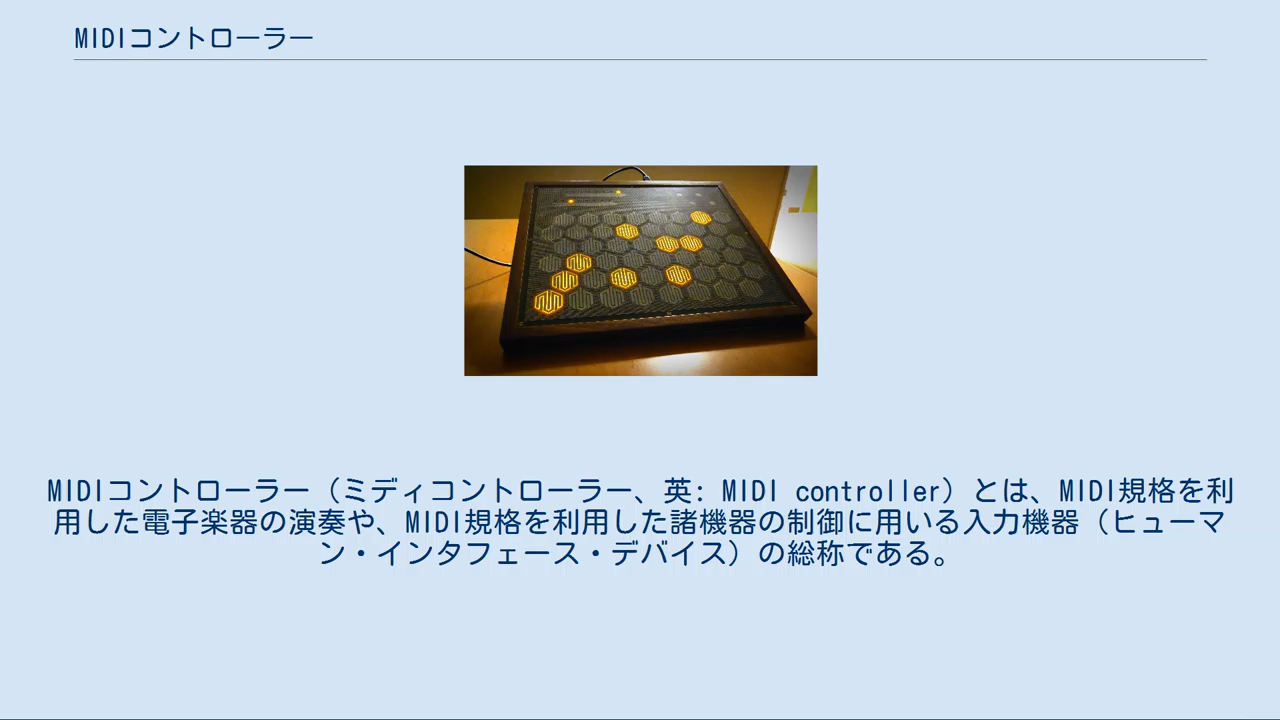 MIDIコントローラー
MIDIコントローラー（ミディコントローラー、英: MIDI controller）とは、MIDI規格を利
用した電子楽器の演奏や、MIDI規格を利用した諸機器の制御に用いる入力機器（ヒューマ
ン・インタフェース・デバイス）の総称である。